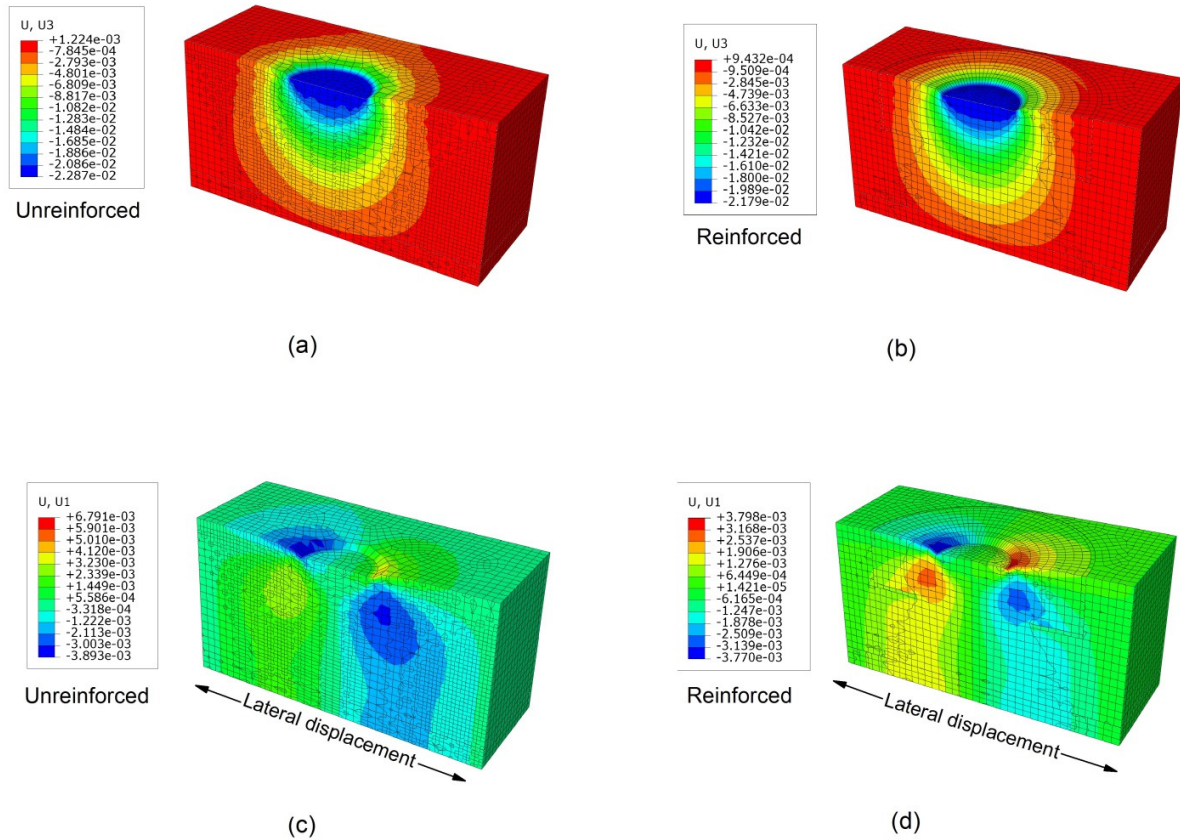 U, U3
+1.224e-03
-7.845e-04
-2.793e-03
-4.801e-03
-6.809e-03
-8.817e-03
-1.082e-02
-1.283e-02
-1.484e-02
-1.685e-02
-1.886e-02
-2.086e-02
-2.287e-02
Unreinforced
(a)
U, U3
+9.432e-04
-9.509e-04
-2.845e-03
-4.739e-03
-6.633e-03
-8.527e-03
-1.042e-02
-1.232e-02
-1.421e-02
-1.610e-02
-1.800e-02
-1.989e-02
-2.179e-02
Reinforced
(b)
U, U1
+6.791e-03
+5.901e-03
+5.010e-03
+4.120e-03
+3.230e-03
+2.339e-03
+1.449e-03
+5.586e-04
-3.318e-04
-1.222e-03
-2.113e-03
-3.003e-03
-3.893e-03
Unreinforced
Lateral displacement
(c)
U, U1
+3.798e-03
+3.168e-03
+2.537e-03
+1.906e-03
+1.276e-03
+6.449e-04
+1.421e-05
-6.165e-04
-1.247e-03
-1.878e-03
-2.509e-03
-3.139e-03
-3.770e-03
Reinforced
Lateral displacement
(d)